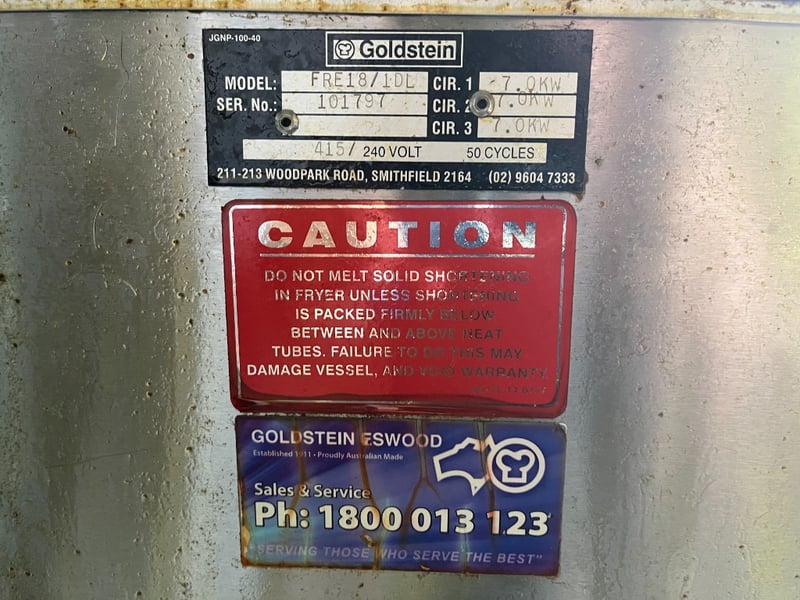 JGNP-100-40
Goldstein
MODEL: FRE18/1DL CIR. 1 7.0KW
SER. No.: 101797 CIR. 2 7.0KW
CIR. 3 7.0KW
415/ 240 VOLT 50 CYCLES
211-213 WOODPARK ROAD, SMITHFIELD 2164 (02) 9604 7333
CAUTION
DO NOT MELT SOLID SHORTENING
IN FRYER UNLESS SHORTENING
IS PACKED FIRMLY BELOW
BETWEEN AND ABOVE HEAT
TUBES. FAILURE TO DO THIS MAY
DAMAGE VESSEL, AND VOID WARRANTY
GOLDSTEIN ESWOOD
Established 1911 • Proudly Australian Made
Sales & Service
Ph: 1800 013 123
"SERVING THOSE WHO SERVE THE BEST"